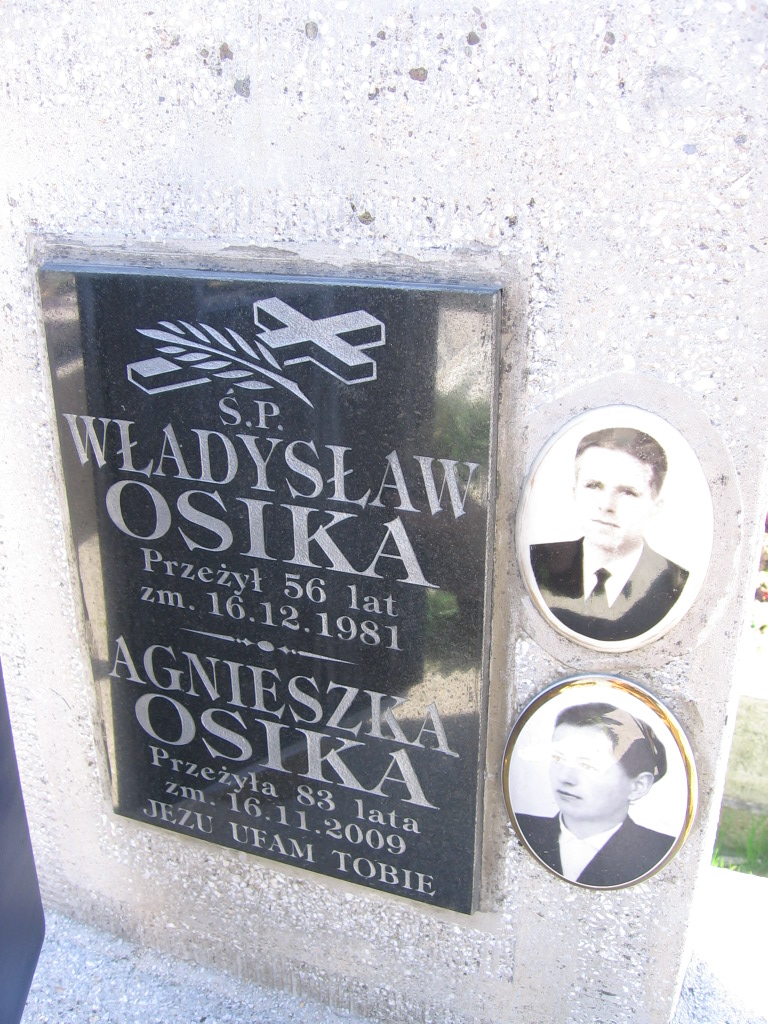 Ś.P.
WŁADYSŁAW
OSIKA
Przeżył 56 lat
zm. 16.12.1981
AGNIESZKA
OSIKA
Przeżyła 83 lata
zm. 16.11.2009
JEZU UFAM TOBIE